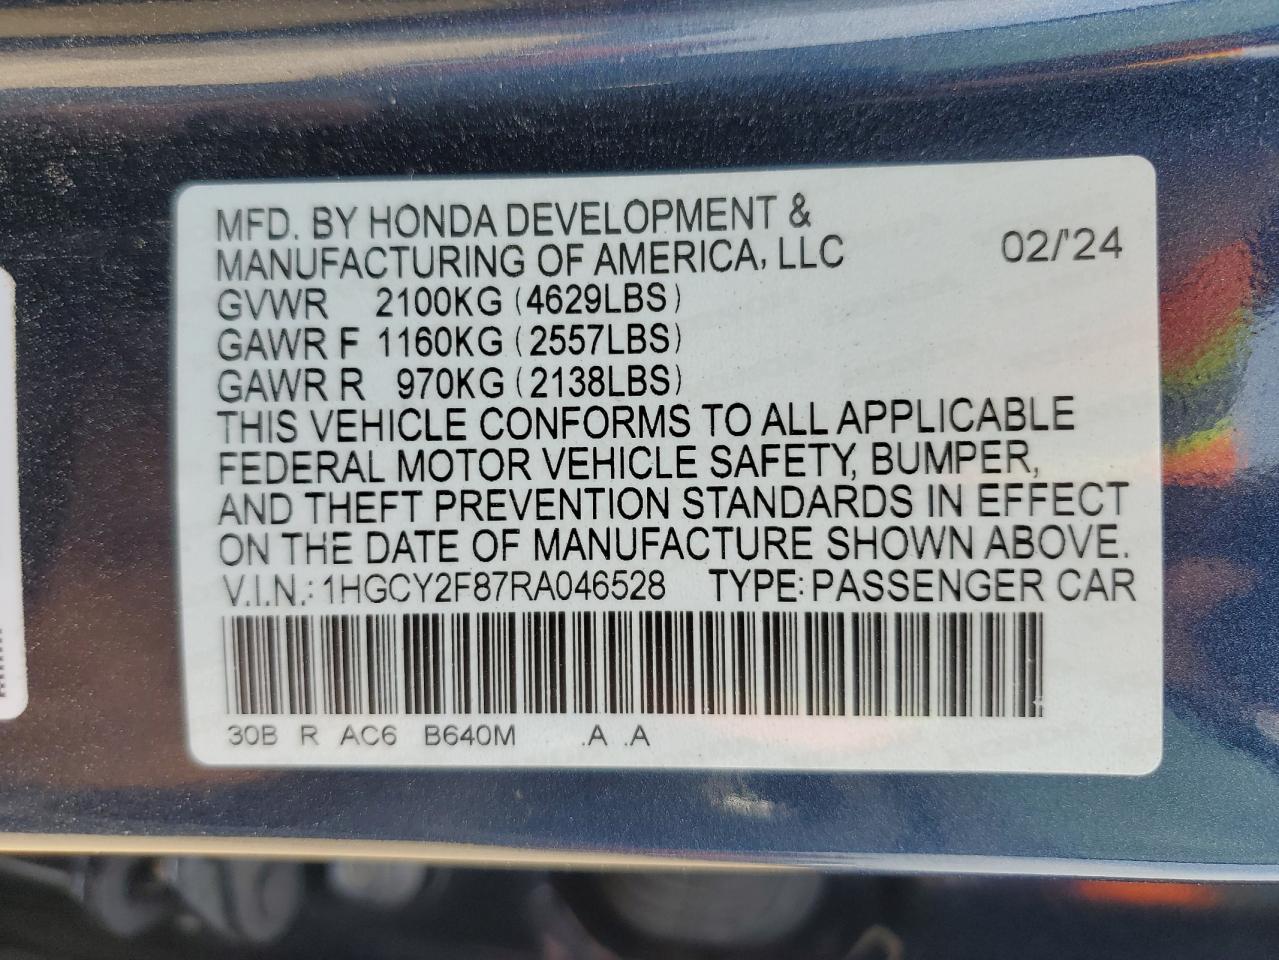 MFD. BY HONDA DEVELOPMENT &
MANUFACTURING OF AMERICA, LLC 02/'24
GVWR 2100KG (4629LBS)
GAWR F 1160KG (2557LBS)
GAWR R 970KG (2138LBS)
THIS VEHICLE CONFORMS TO ALL APPLICABLE
FEDERAL MOTOR VEHICLE SAFETY, BUMPER,
AND THEFT PREVENTION STANDARDS IN EFFECT
ON THE DATE OF MANUFACTURE SHOWN ABOVE.
V.I.N.: 1HGCY2F87RA046528 TYPE: PASSENGER CAR
30B R AC6 B640M .A .A